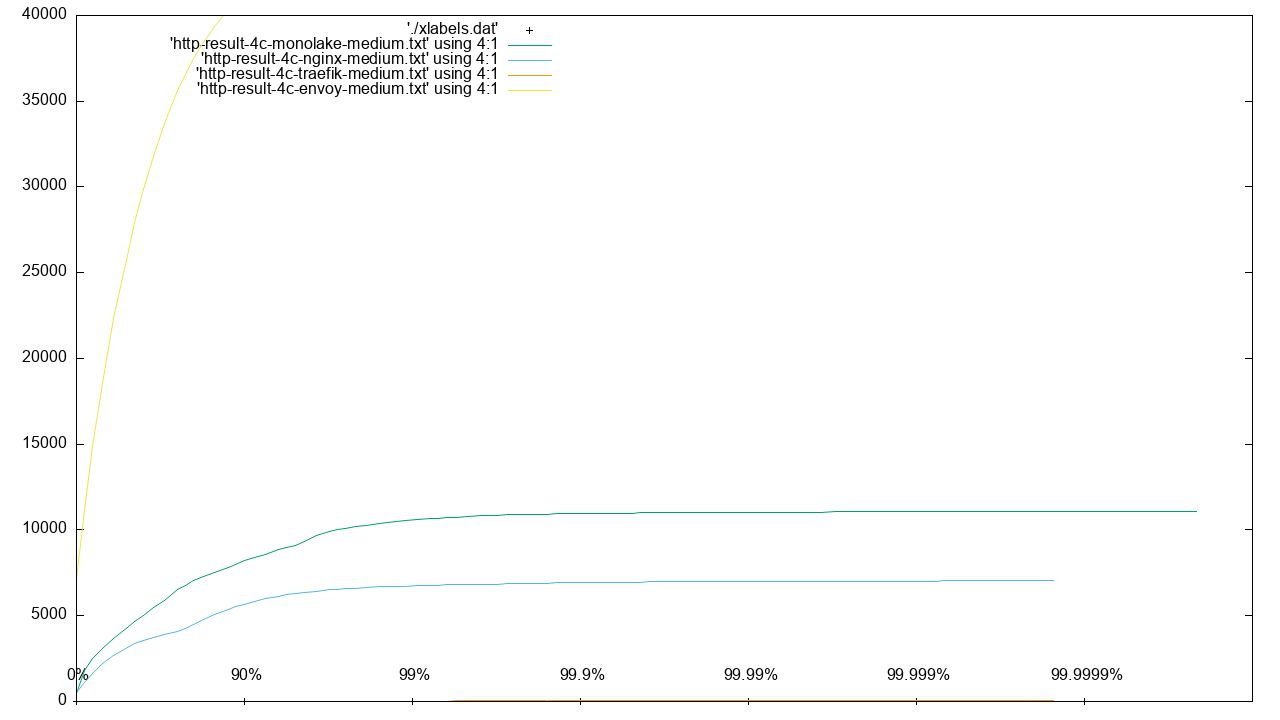 40000
35000
30000
25000
20000
15000
10000
5000
0
'./xlabels.dat'
'http-result-4c-monolake-medium.txt' using 4:1
'http-result-4c-nginx-medium.txt' using 4:1
'http-result-4c-traefik-medium.txt' using 4:1
'http-result-4c-envoy-medium.txt' using 4:1
0% 90% 99% 99.9% 99.99% 99.999% 99.9999%